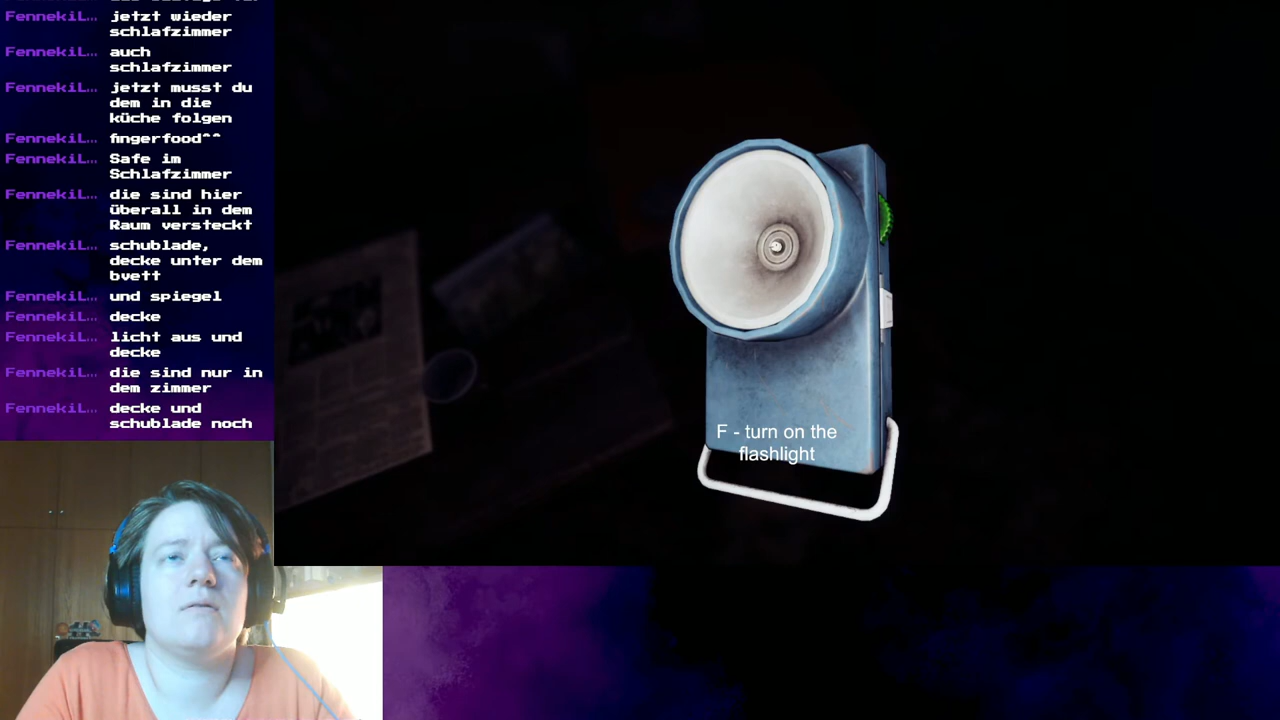 FennekiL… jetzt wieder
schlafzimmer
FennekiL… auch
schlafzimmer
FennekiL… jetzt musst du
dem in die
küche folgen
FennekiL… fingerfood^^
FennekiL… Safe im
Schlafzimmer
FennekiL… die sind hier
überall in dem
Raum versteckt
FennekiL… schublade,
decke unter dem
bvett
FennekiL… und spiegel
FennekiL… decke
FennekiL… licht aus und
decke
FennekiL… die sind nur in
dem zimmer
FennekiL… decke und
schublade noch
F - turn on the
flashlight